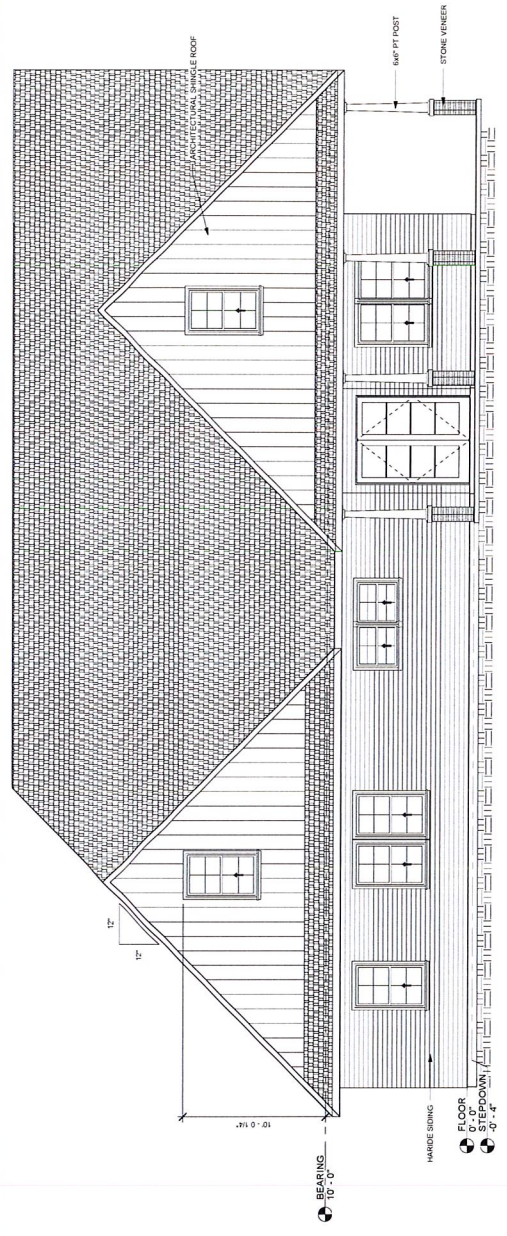 ARCHITECTURAL SHINGLE ROOF
6x6" PT POST
STONE VENEER
12"
12"
10' - 0 1/4"
BEARING
10' - 0"
HARIDE SIDING
FLOOR
0' - 0"
STEPDOWN
-0' - 4"